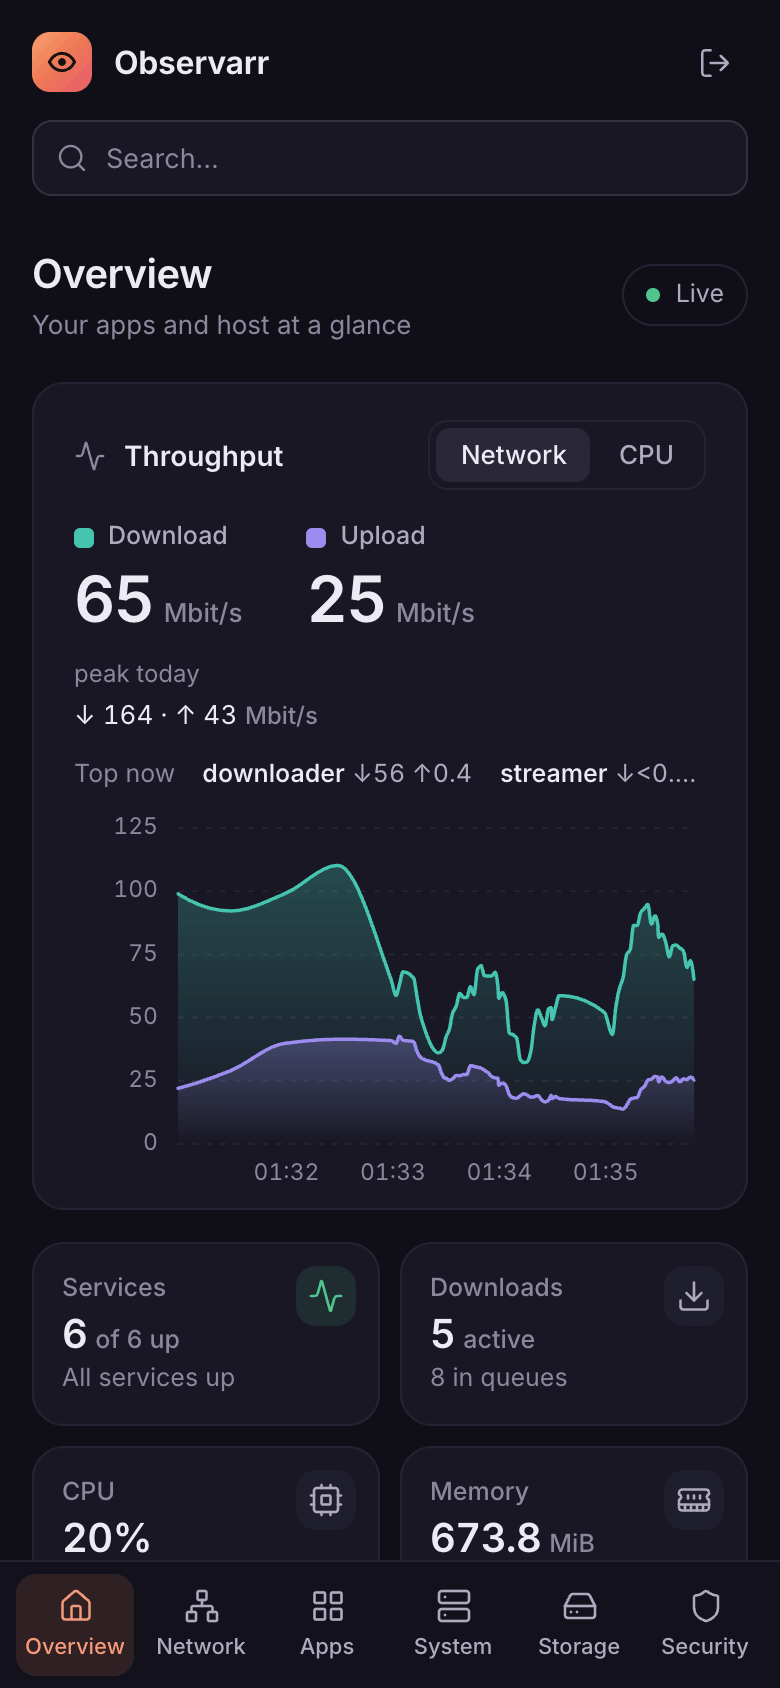 Observarr
Search...
Overview
Your apps and host at a glance
Live
Throughput
Network
CPU
Download
Upload
65 Mbit/s
25 Mbit/s
peak today
↓ 164 · ↑ 43 Mbit/s
Top now downloader ↓56 ↑0.4 streamer ↓<0....
125
100
75
50
25
0
01:32
01:33
01:34
01:35
Services
6 of 6 up
All services up
Downloads
5 active
8 in queues
CPU
20%
Memory
673.8 MiB
Overview
Network
Apps
System
Storage
Security